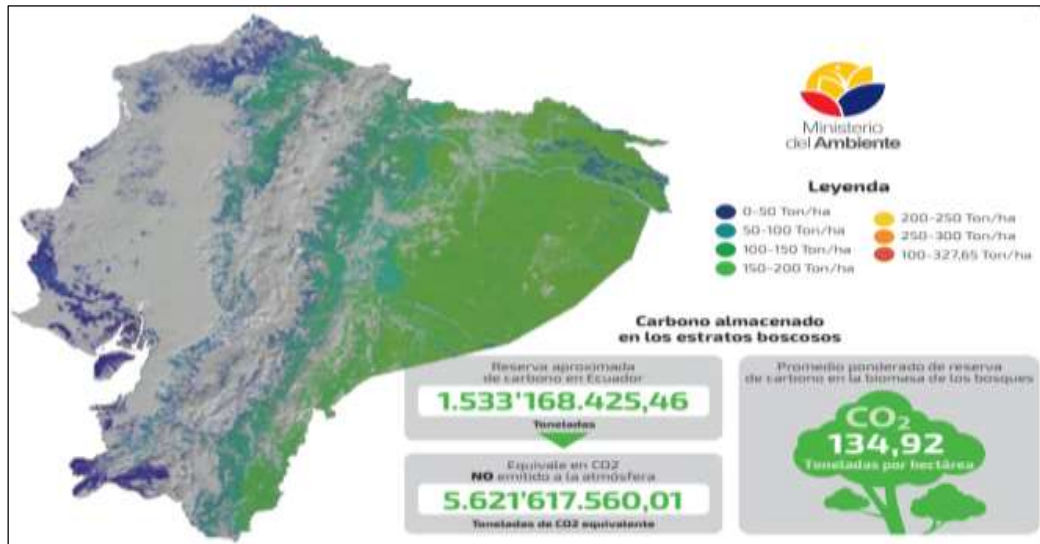 Ministerio
del Ambiente
Leyenda
0-50 Ton/ha
50-100 Ton/ha
100-150 Ton/ha
150-200 Ton/ha
200-250 Ton/ha
250-300 Ton/ha
100-327,65 Ton/ha
Carbono almacenado
en los estratos boscosos
Reserva aproximada
de carbono en Ecuador
1.533'168.425,46
Toneladas
Equivale en CO2
NO emitido a la atmósfera
5.621'617.560,01
Toneladas de CO2 equivalente
Promedio ponderado de reserva
de carbono en la biomasa de los bosques
CO2
134,92
Toneladas por hectárea